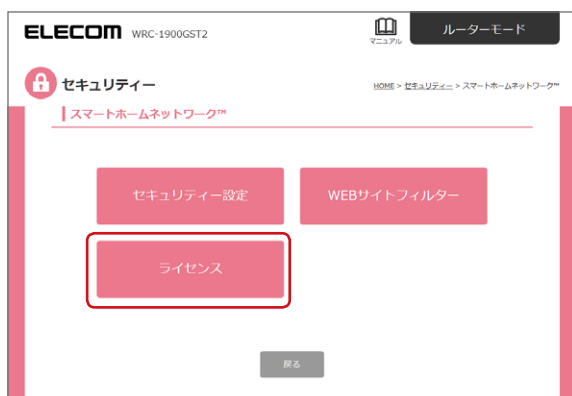 ELECOM WRC-1900GST2
マニュアル
ルーターモード
セキュリティー
HOME > セキュリティー > スマートホームネットワーク™
スマートホームネットワーク™
セキュリティー設定
WEBサイトフィルター
ライセンス
戻る